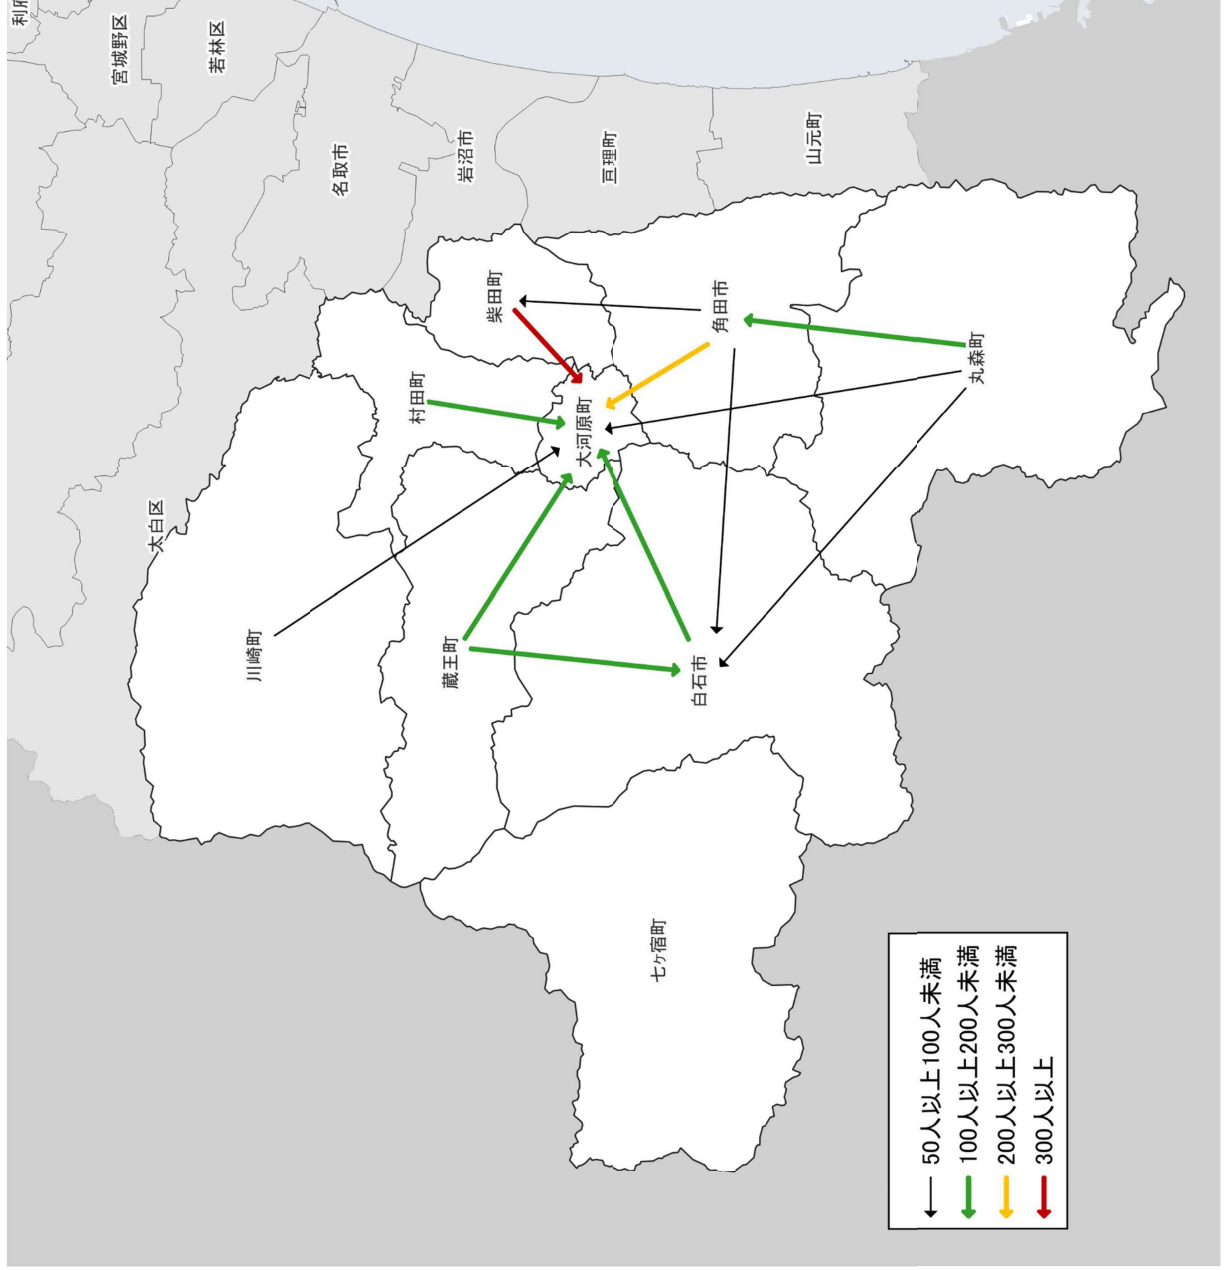 利府
宮城野区
太白区
若林区
川崎町
名取市
村田町
蔵王町
岩沼市
柴田町
大河原町
亘理町
七ヶ宿町
白石市
角田市
山元町
丸森町
50人以上100人未満
100人以上200人未満
200人以上300人未満
300人以上